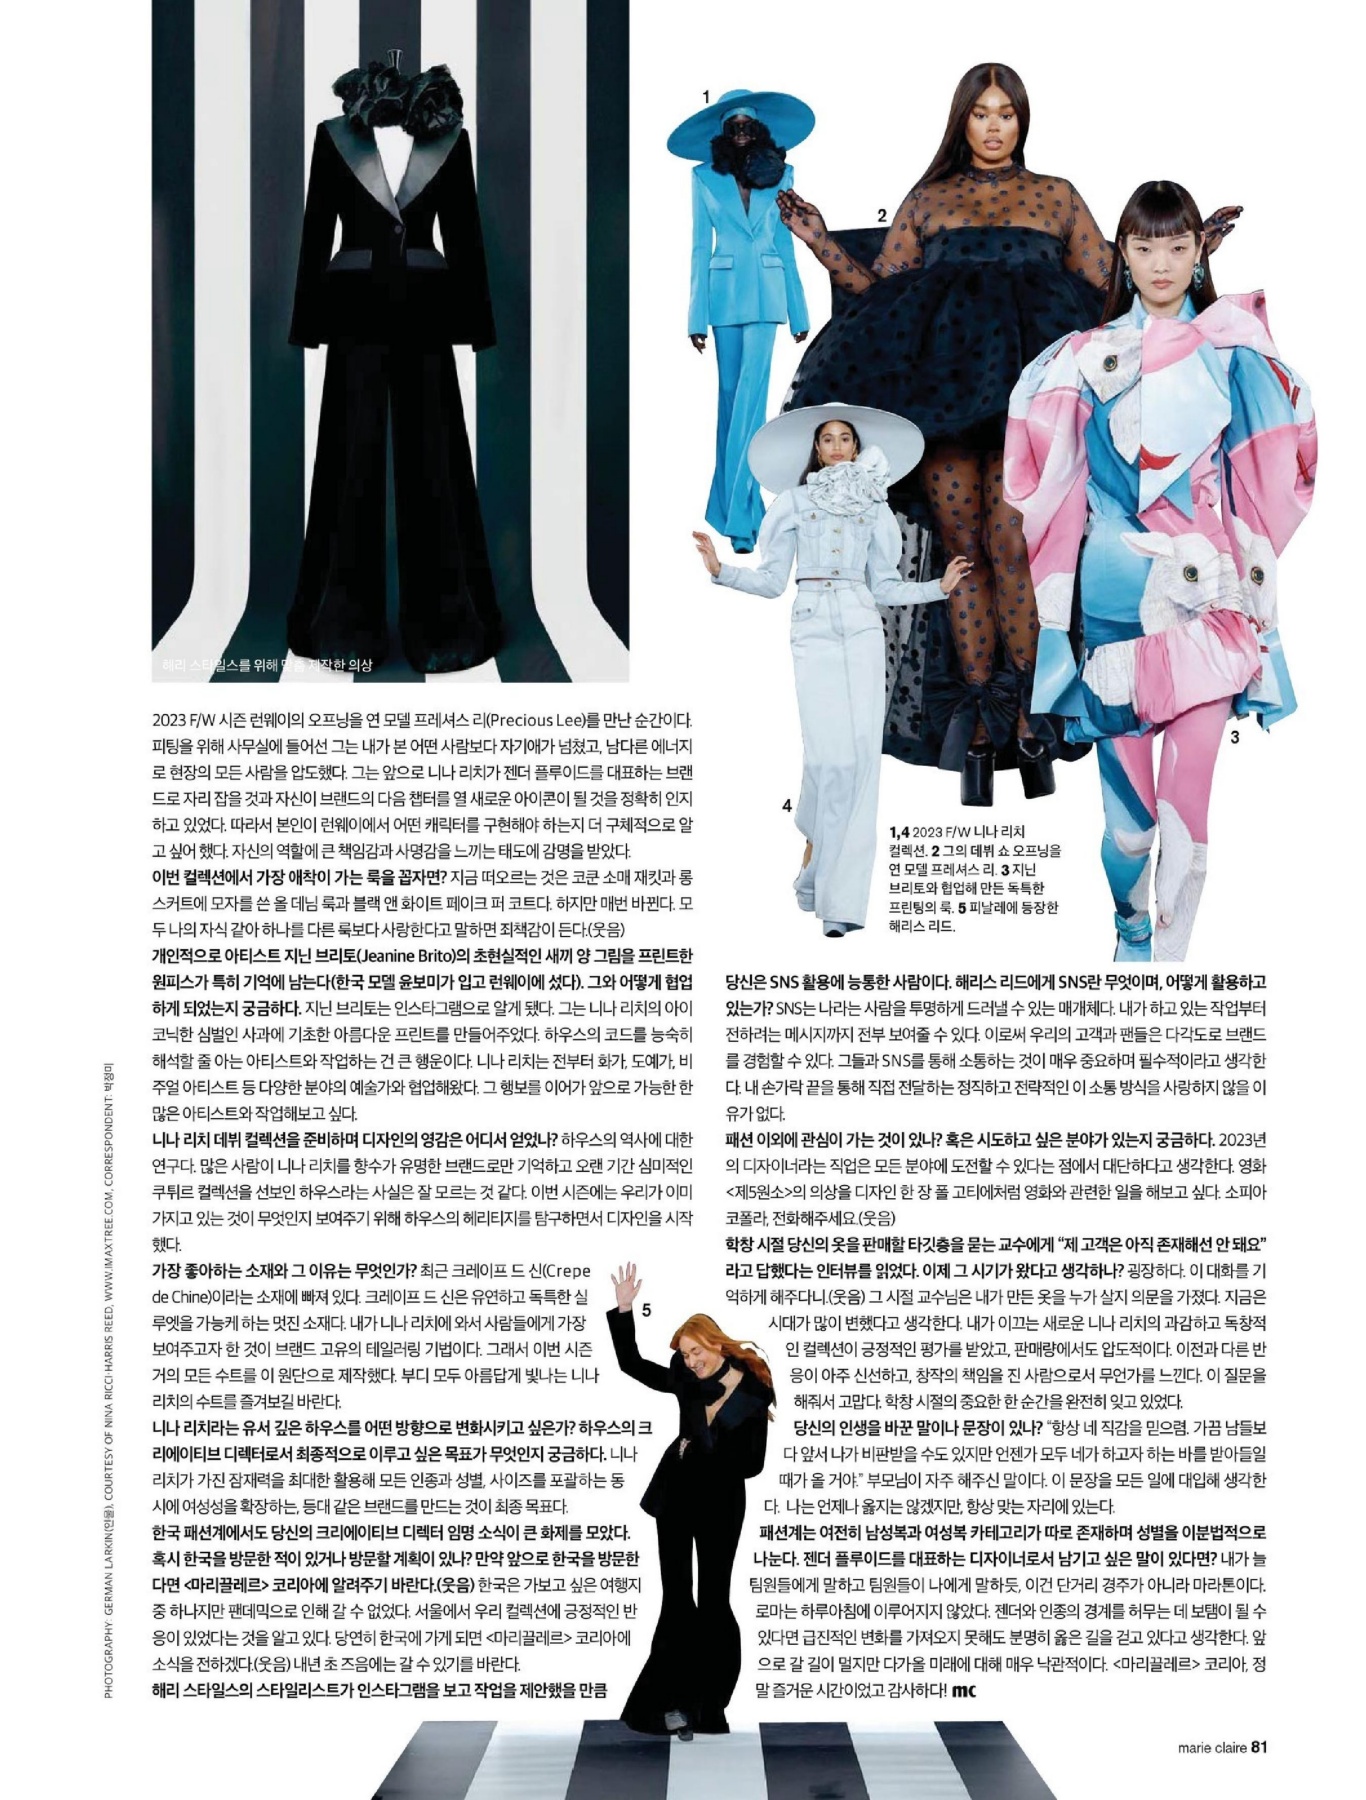 해리 스타일스를 위해 맞춤 제작한 의상
1
2
3
4
1,4 2023 F/W 니나 리치
컬렉션. 2 그의 데뷔 쇼 오프닝을
연 모델 프레셔스 리. 3 지닌
브리토와 협업해 만든 독특한
프린팅의 룩. 5 피날레에 등장한
해리스 리드.
2023 F/W 시즌 런웨이의 오프닝을 연 모델 프레셔스 리(Precious Lee)를 만난 순간이다.
피팅을 위해 사무실에 들어선 그는 내가 본 어떤 사람보다 자기애가 넘쳤고, 남다른 에너지
로 현장의 모든 사람을 압도했다. 그는 앞으로 니나 리치가 젠더 플루이드를 대표하는 브랜
드로 자리 잡을 것과 자신이 브랜드의 다음 챕터를 열 새로운 아이콘이 될 것을 정확히 인지
하고 있었다. 따라서 본인이 런웨이에서 어떤 캐릭터를 구현해야 하는지 더 구체적으로 알
고 싶어 했다. 자신의 역할에 큰 책임감과 사명감을 느끼는 태도에 감명을 받았다.
이번 컬렉션에서 가장 애착이 가는 룩을 꼽자면? 지금 떠오르는 것은 코쿤 소매 재킷과 롱
스커트에 모자를 쓴 올 데님 룩과 블랙 앤 화이트 페이크 퍼 코트다. 하지만 매번 바뀐다. 모
두 나의 자식 같아 하나를 다른 룩보다 사랑한다고 말하면 죄책감이 든다.(웃음)
개인적으로 아티스트 지닌 브리토(Jeanine Brito)의 초현실적인 새끼 양 그림을 프린트한
원피스가 특히 기억에 남는다(한국 모델 윤보미가 입고 런웨이에 섰다). 그와 어떻게 협업
하게 되었는지 궁금하다. 지닌 브리토는 인스타그램으로 알게 됐다. 그는 니나 리치의 아이
코닉한 심벌인 사과에 기초한 아름다운 프린트를 만들어주었다. 하우스의 코드를 능숙히
해석할 줄 아는 아티스트와 작업하는 건 큰 행운이다. 니나 리치는 전부터 화가, 도예가, 비
주얼 아티스트 등 다양한 분야의 예술가와 협업해왔다. 그 행보를 이어가 앞으로 가능한 한
많은 아티스트와 작업해보고 싶다.
니나 리치 데뷔 컬렉션을 준비하며 디자인의 영감은 어디서 얻었나? 하우스의 역사에 대한
연구다. 많은 사람이 니나 리치를 향수가 유명한 브랜드로만 기억하고 오랜 기간 심미적인
쿠튀르 컬렉션을 선보인 하우스라는 사실은 잘 모르는 것 같다. 이번 시즌에는 우리가 이미
가지고 있는 것이 무엇인지 보여주기 위해 하우스의 헤리티지를 탐구하면서 디자인을 시작
했다.
가장 좋아하는 소재와 그 이유는 무엇인가? 최근 크레이프 드 신(Crepe
de Chine)이라는 소재에 빠져 있다. 크레이프 드 신은 유연하고 독특한 실
루엣을 가능케 하는 멋진 소재다. 내가 니나 리치에 와서 사람들에게 가장
보여주고자 한 것이 브랜드 고유의 테일러링 기법이다. 그래서 이번 시즌
거의 모든 수트를 이 원단으로 제작했다. 부디 모두 아름답게 빛나는 니나
리치의 수트를 즐겨보길 바란다.
니나 리치라는 유서 깊은 하우스를 어떤 방향으로 변화시키고 싶은가? 하우스의 크
리에이티브 디렉터로서 최종적으로 이루고 싶은 목표가 무엇인지 궁금하다. 니나
리치가 가진 잠재력을 최대한 활용해 모든 인종과 성별, 사이즈를 포괄하는 동
시에 여성성을 확장하는, 등대 같은 브랜드를 만드는 것이 최종 목표다.
한국 패션계에서도 당신의 크리에이티브 디렉터 임명 소식이 큰 화제를 모았다.
혹시 한국을 방문한 적이 있거나 방문할 계획이 있나? 만약 앞으로 한국을 방문한
다면 <마리끌레르> 코리아에 알려주기 바란다.(웃음) 한국은 가보고 싶은 여행지
중 하나지만 팬데믹으로 인해 갈 수 없었다. 서울에서 우리 컬렉션에 긍정적인 반
응이 있었다는 것을 알고 있다. 당연히 한국에 가게 되면 <마리끌레르> 코리아에
소식을 전하겠다.(웃음) 내년 초 즈음에는 갈 수 있기를 바란다.
해리 스타일스의 스타일리스트가 인스타그램을 보고 작업을 제안했을 만큼
5
당신은 SNS 활용에 능통한 사람이다. 해리스 리드에게 SNS란 무엇이며, 어떻게 활용하고
있는가? SNS는 나라는 사람을 투명하게 드러낼 수 있는 매개체다. 내가 하고 있는 작업부터
전하려는 메시지까지 전부 보여줄 수 있다. 이로써 우리의 고객과 팬들은 다각도로 브랜드
를 경험할 수 있다. 그들과 SNS를 통해 소통하는 것이 매우 중요하며 필수적이라고 생각한
다. 내 손가락 끝을 통해 직접 전달하는 정직하고 전략적인 이 소통 방식을 사랑하지 않을 이
유가 없다.
패션 이외에 관심이 가는 것이 있나? 혹은 시도하고 싶은 분야가 있는지 궁금하다. 2023년
의 디자이너라는 직업은 모든 분야에 도전할 수 있다는 점에서 대단하다고 생각한다. 영화
<제5원소>의 의상을 디자인 한 장 폴 고티에처럼 영화와 관련한 일을 해보고 싶다. 소피아
코폴라, 전화해주세요.(웃음)
학창 시절 당신의 옷을 판매할 타깃층을 묻는 교수에게 “제 고객은 아직 존재해선 안 돼요”
라고 답했다는 인터뷰를 읽었다. 이제 그 시기가 왔다고 생각하나? 굉장하다. 이 대화를 기
억하게 해주다니.(웃음) 그 시절 교수님은 내가 만든 옷을 누가 살지 의문을 가졌다. 지금은
시대가 많이 변했다고 생각한다. 내가 이끄는 새로운 니나 리치의 과감하고 독창적
인 컬렉션이 긍정적인 평가를 받았고, 판매량에서도 압도적이다. 이전과 다른 반
응이 아주 신선하고, 창작의 책임을 진 사람으로서 무언가를 느낀다. 이 질문을
해줘서 고맙다. 학창 시절의 중요한 한 순간을 완전히 잊고 있었다.
당신의 인생을 바꾼 말이나 문장이 있나? “항상 네 직감을 믿으렴. 가끔 남들보
다 앞서 나가 비판받을 수도 있지만 언젠가 모두 네가 하고자 하는 바를 받아들일
때가 올 거야.” 부모님이 자주 해주신 말이다. 이 문장을 모든 일에 대입해 생각한
다. 나는 언제나 옳지는 않겠지만, 항상 맞는 자리에 있는다.
패션계는 여전히 남성복과 여성복 카테고리가 따로 존재하며 성별을 이분법적으로
나눈다. 젠더 플루이드를 대표하는 디자이너로서 남기고 싶은 말이 있다면? 내가 늘
팀원들에게 말하고 팀원들이 나에게 말하듯, 이건 단거리 경주가 아니라 마라톤이다.
로마는 하루아침에 이루어지지 않았다. 젠더와 인종의 경계를 허무는 데 보탬이 될 수
있다면 급진적인 변화를 가져오지 못해도 분명히 옳은 길을 걷고 있다고 생각한다. 앞
으로 갈 길이 멀지만 다가올 미래에 대해 매우 낙관적이다. <마리끌레르> 코리아, 정
말 즐거운 시간이었고 감사하다! mc
PHOTOGRAPHY: GERMAN LARKIN(인물), COURTESY OF NINA RICCI·HARRIS REED, WWW.IMAXTREE.COM, CORRESPONDENT: 박정미
marie claire 81